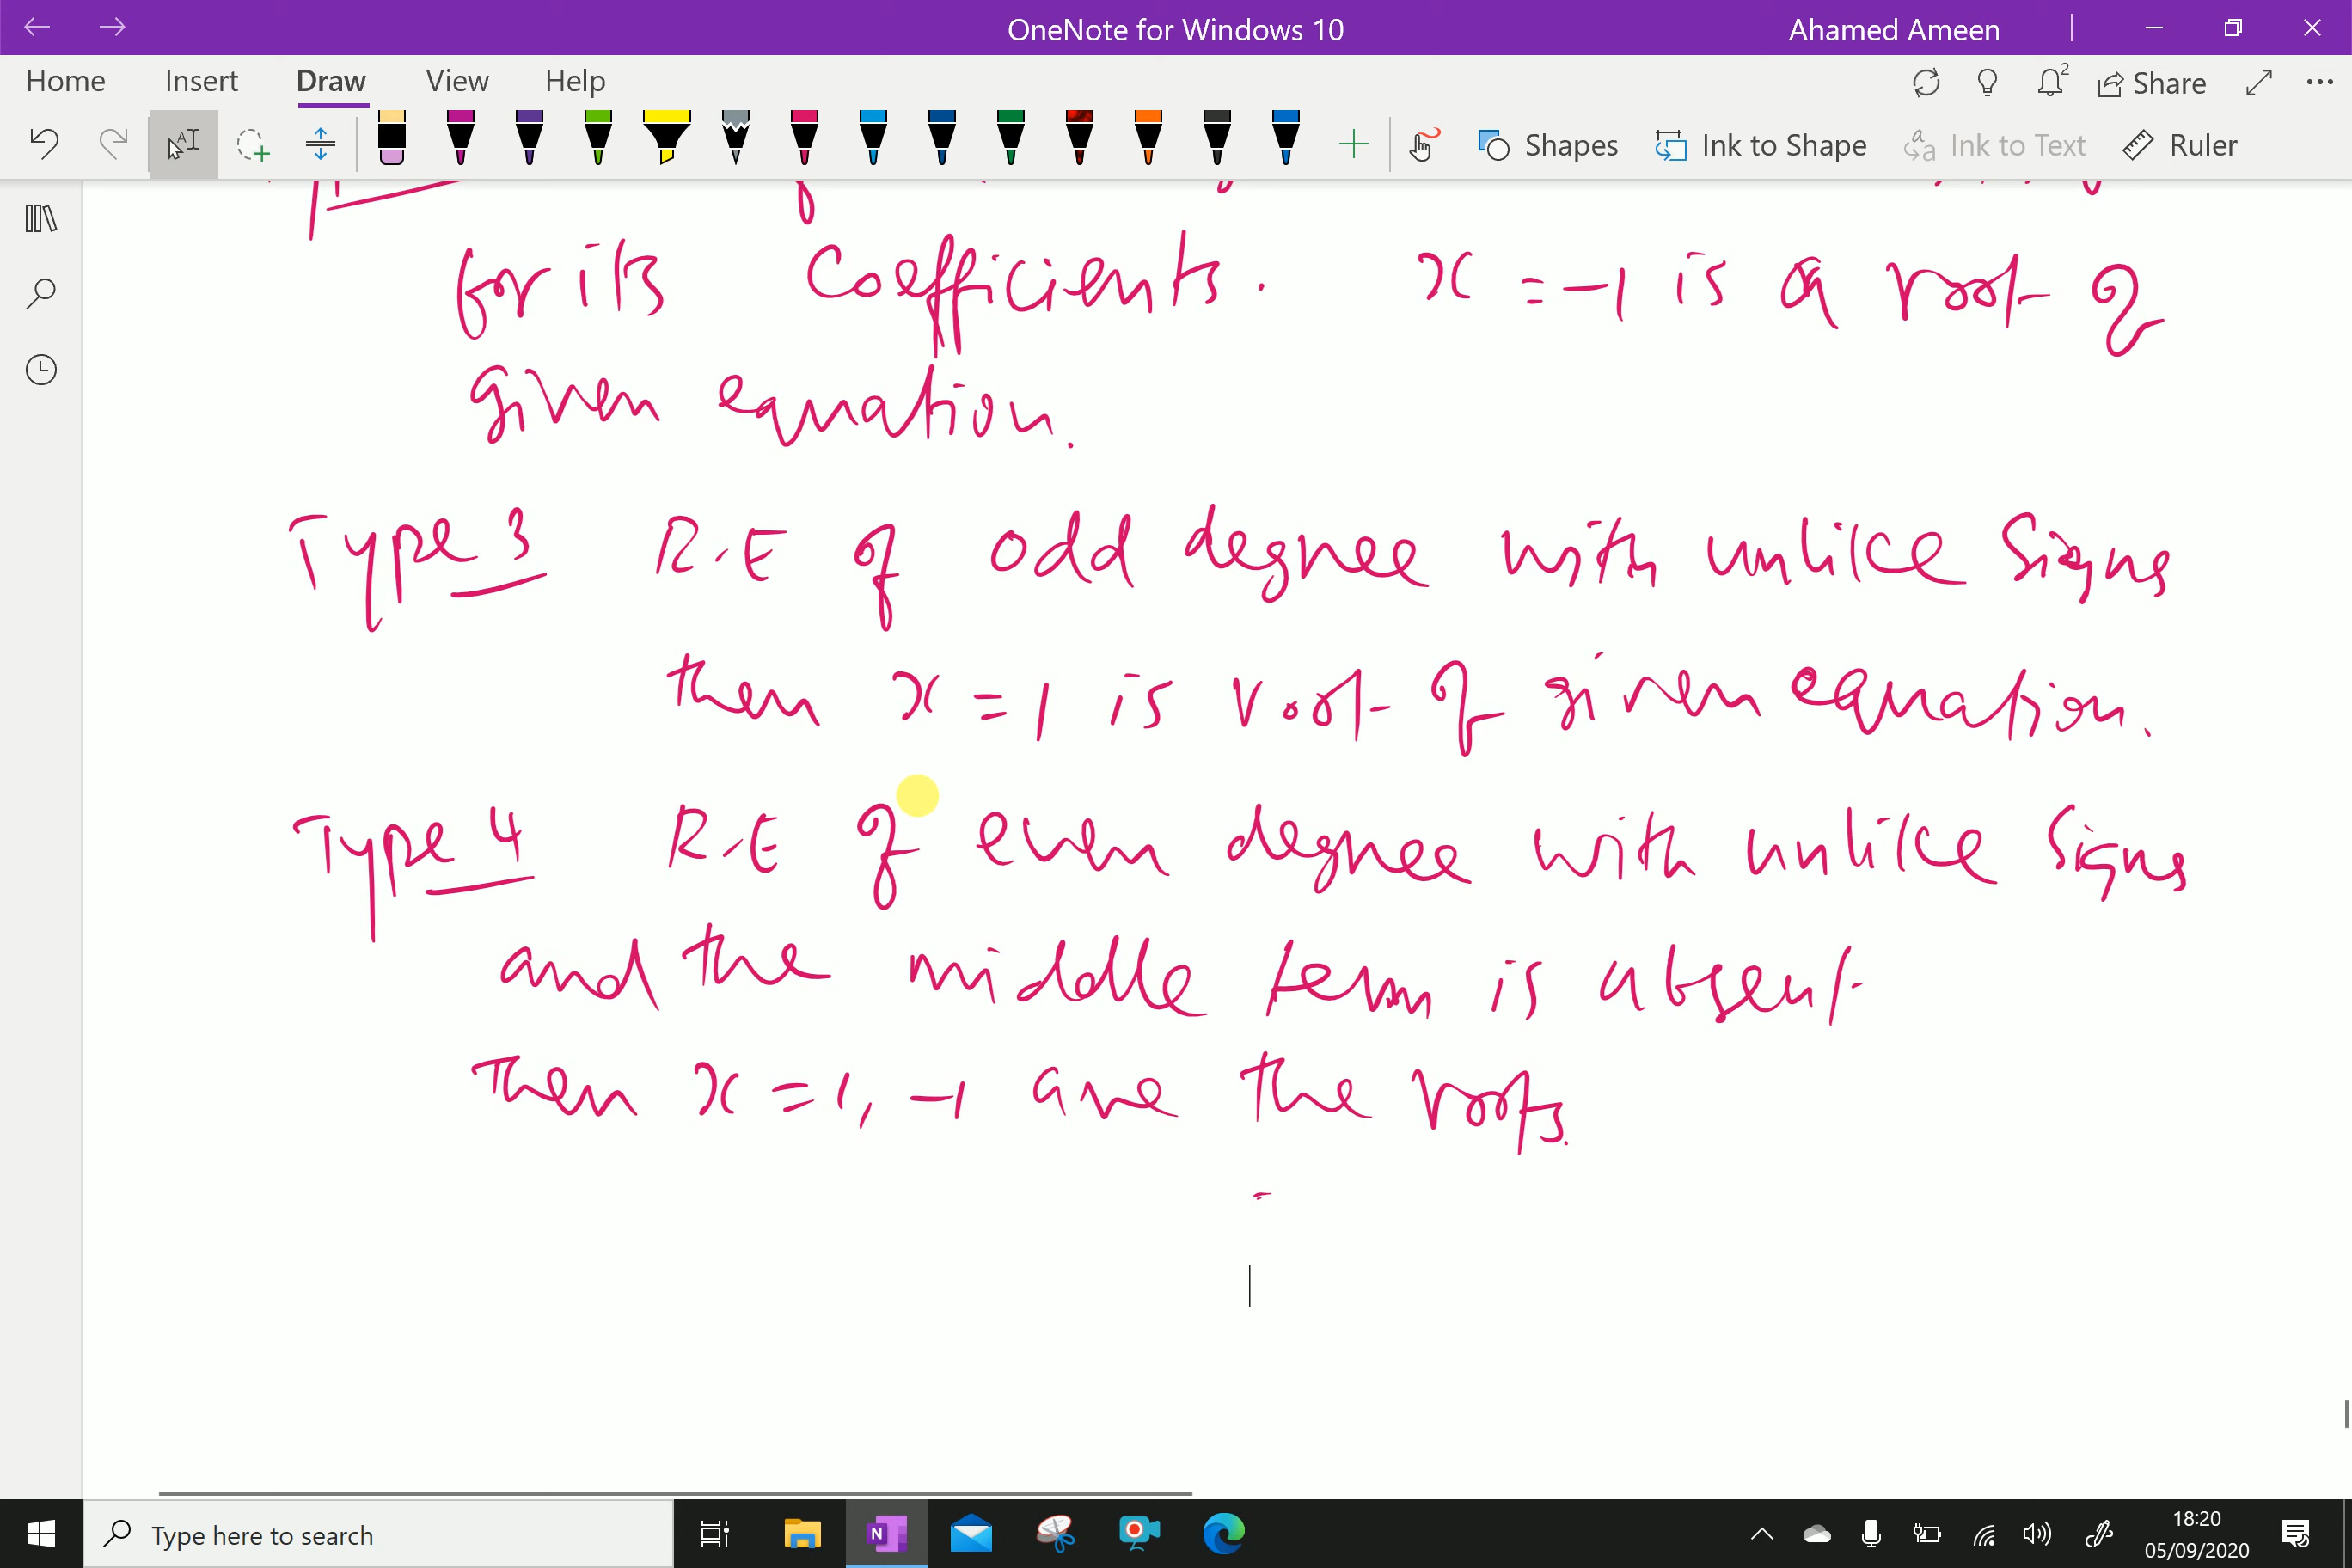 OneNote for Windows 10
Ahamed Ameen
Home Insert Draw View Help
2
Share
Shapes Ink to Shape Ink to Text Ruler
for its coefficients. x = -1 is a root of
given equation.
Type 3 R.E of odd degree with unlike signs
then x = 1 is root of given equation.
Type 4 R.E of even degree with unlike signs
and the middle term is absent
Then x = 1, -1 are the roots.
Type here to search
18:20
05/09/2020